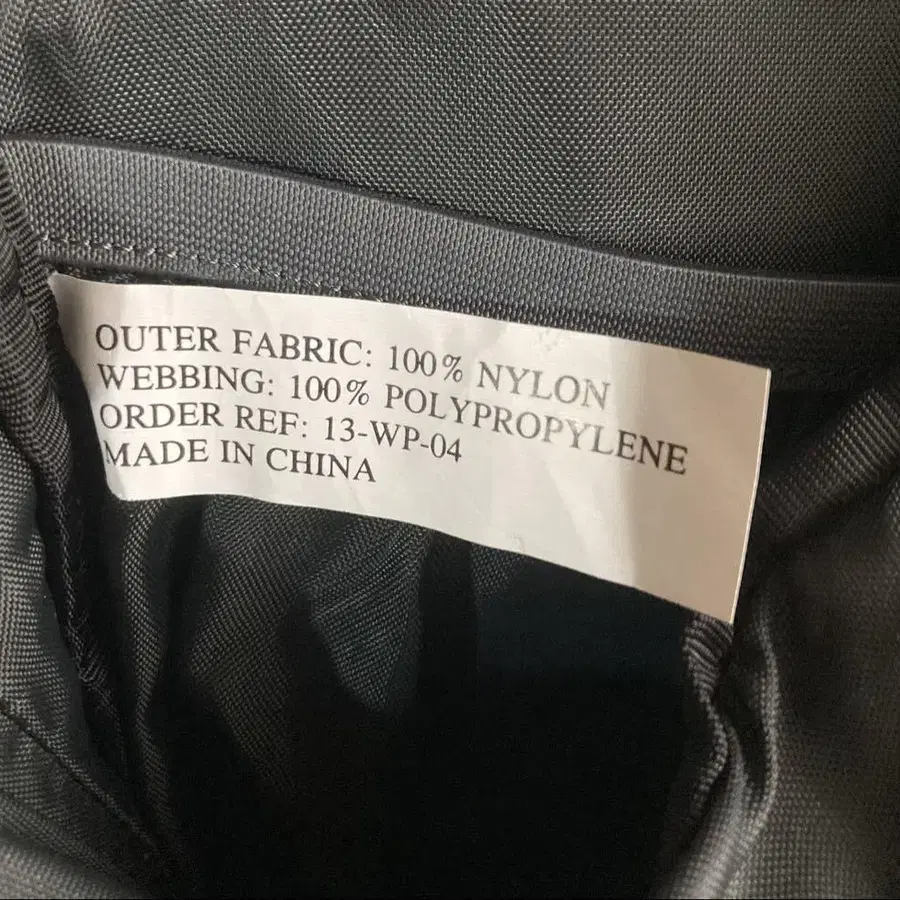 OUTER FABRIC: 100% NYLON
WEBBING: 100% POLYPROPYLENE
ORDER REF: 13-WP-04
MADE IN CHINA